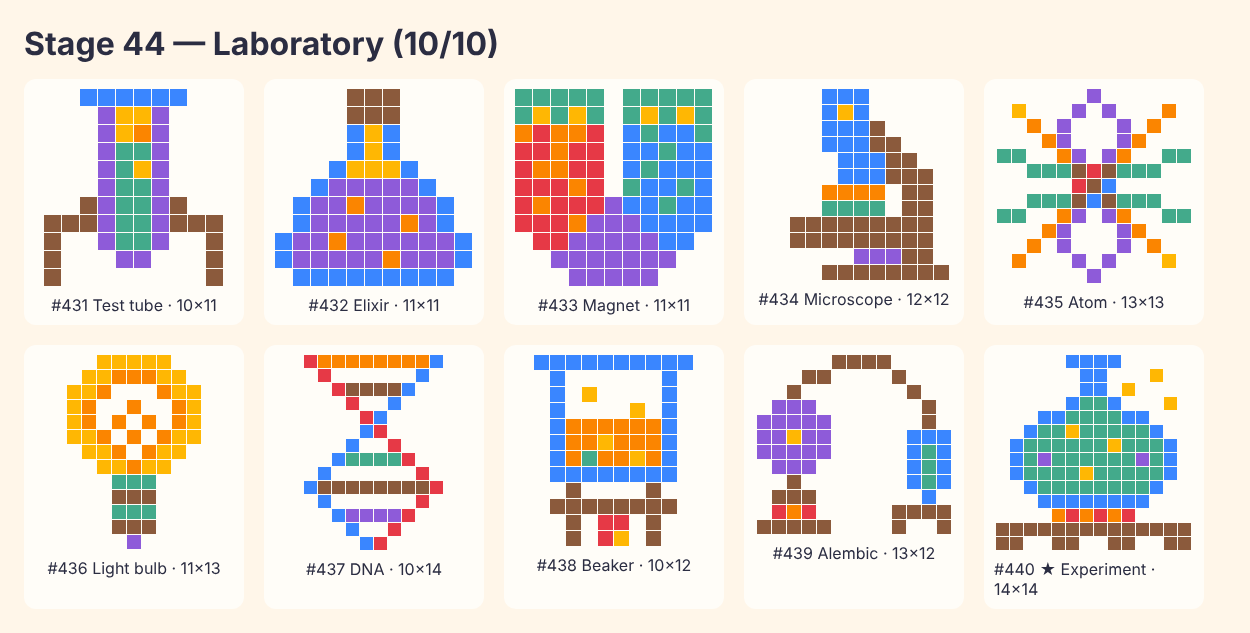 Stage 44 — Laboratory (10/10)
#431 Test tube · 10×11
#432 Elixir · 11×11
#433 Magnet · 11×11
#434 Microscope · 12×12
#435 Atom · 13×13
#436 Light bulb · 11×13
#437 DNA · 10×14
#438 Beaker · 10×12
#439 Alembic · 13×12
#440 ★ Experiment ·
14×14